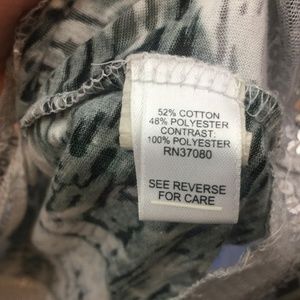 52% COTTON
48% POLYESTER
CONTRAST:
100% POLYESTER
RN37080
SEE REVERSE
FOR CARE